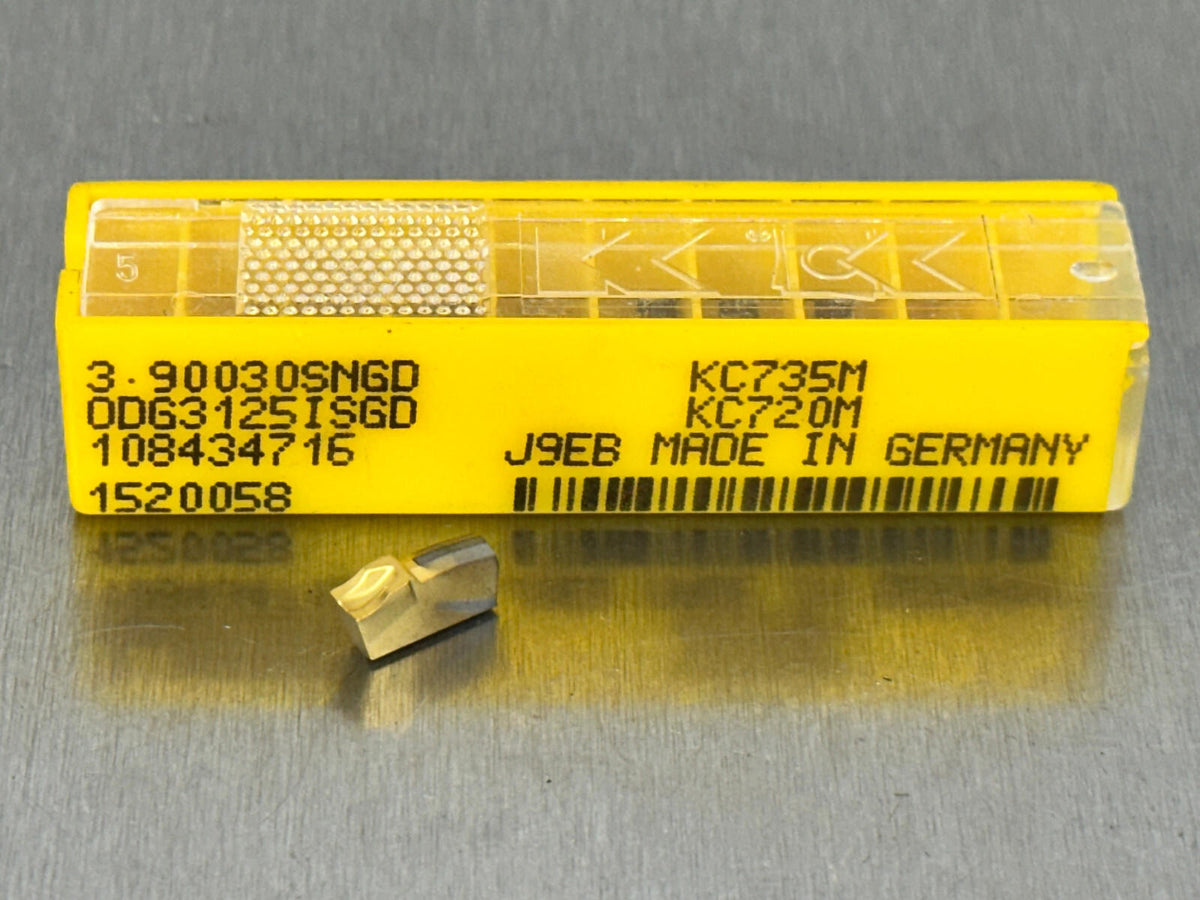 5
3.90030SNGD
ODG3125ISGD
108434716
1520058
KC735M
KC720M
J9EB MADE IN GERMANY